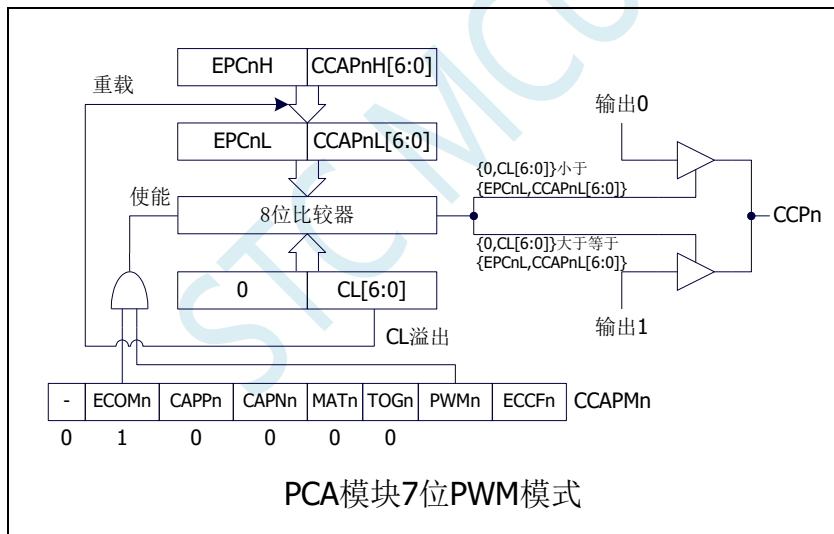 STC MCU
EPCnH CCAPnH[6:0]
重载
EPCnL CCAPnL[6:0]
使能
8位比较器
0 CL[6:0]
CL溢出
输出0
{0,CL[6:0]}小于
{EPCnL,CCAPnL[6:0]}
CCPn
{0,CL[6:0]}大于等于
{EPCnL,CCAPnL[6:0]}
输出1
- ECOMn CAPPn CAPNn MATn TOGn PWMn ECCFn CCAPMn
0 1 0 0 0 0
PCA模块7位PWM模式